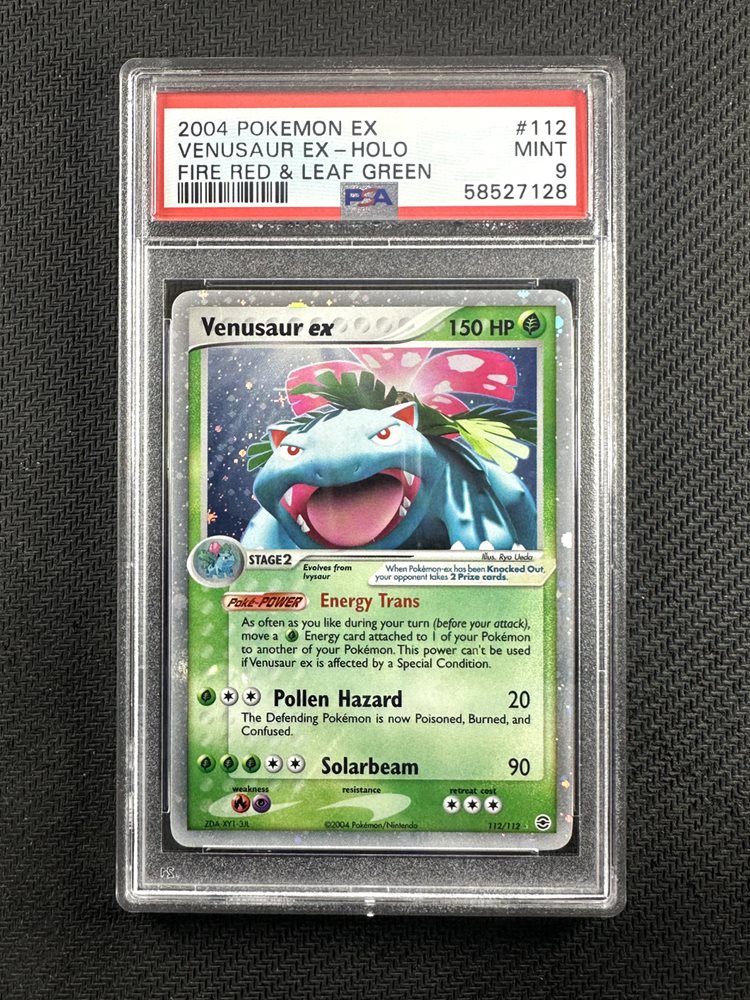 2004 POKEMON EX #112
VENUSAUR EX-HOLO MINT
FIRE RED & LEAF GREEN 9
PSA 58527128
Venusaur ex 150 HP
Illus. Ryo Ueda
STAGE 2
Evolves from
Ivysaur
When Pokémon-ex has been Knocked Out,
your opponent takes 2 Prize cards.
Poké-POWER Energy Trans
As often as you like during your turn (before your attack),
move a Energy card attached to 1 of your Pokémon
to another of your Pokémon. This power can't be used
if Venusaur ex is affected by a Special Condition.
Pollen Hazard 20
The Defending Pokémon is now Poisoned, Burned, and
Confused.
Solarbeam 90
weakness resistance retreat cost
ZDA-XY1-3JL ©2004 Pokémon/Nintendo 112/112